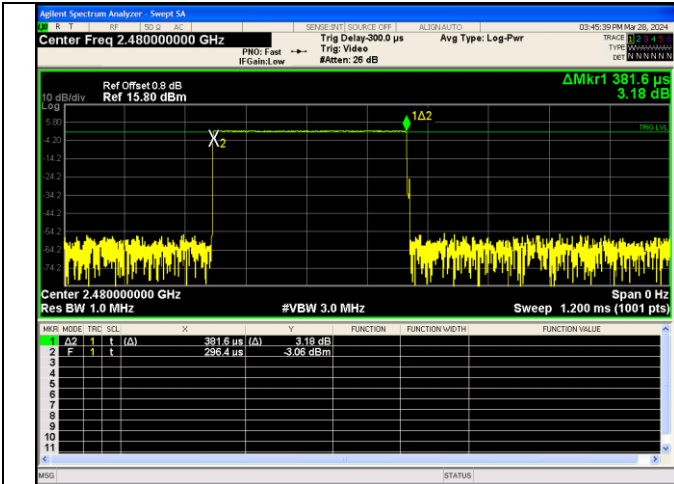 Agilent Spectrum Analyzer - Swept SA
R T RF 50 Ω AC SENSE:INT SOURCE OFF ALIGNAUTO 03:45:39 PM Mar 28, 2024
Center Freq 2.480000000 GHz
PNO: Fast
IFGain:Low
Trig Delay-300.0 µs
Trig: Video
#Atten: 26 dB
Avg Type: Log-Pwr
TRACE 1 2 3 4 5 6
TYPE
DET N N N N N N
ΔMkr1 381.6 µs
3.18 dB
Ref Offset 0.8 dB
10 dB/div Ref 15.80 dBm
Log
5.80
-4.20
-14.2
-24.2
-34.2
-44.2
-54.2
-64.2
-74.2
1Δ2
TRIG LVL
X2
Center 2.480000000 GHz Span 0 Hz
Res BW 1.0 MHz #VBW 3.0 MHz Sweep 1.200 ms (1001 pts)
MKR MODE TRC SCL X Y FUNCTION FUNCTION WIDTH FUNCTION VALUE
1 Δ2 1 t (Δ) 381.6 µs (Δ) 3.18 dB
2 F 1 t 296.4 µs -3.06 dBm
3
4
5
6
7
8
9
10
11
MSG STATUS